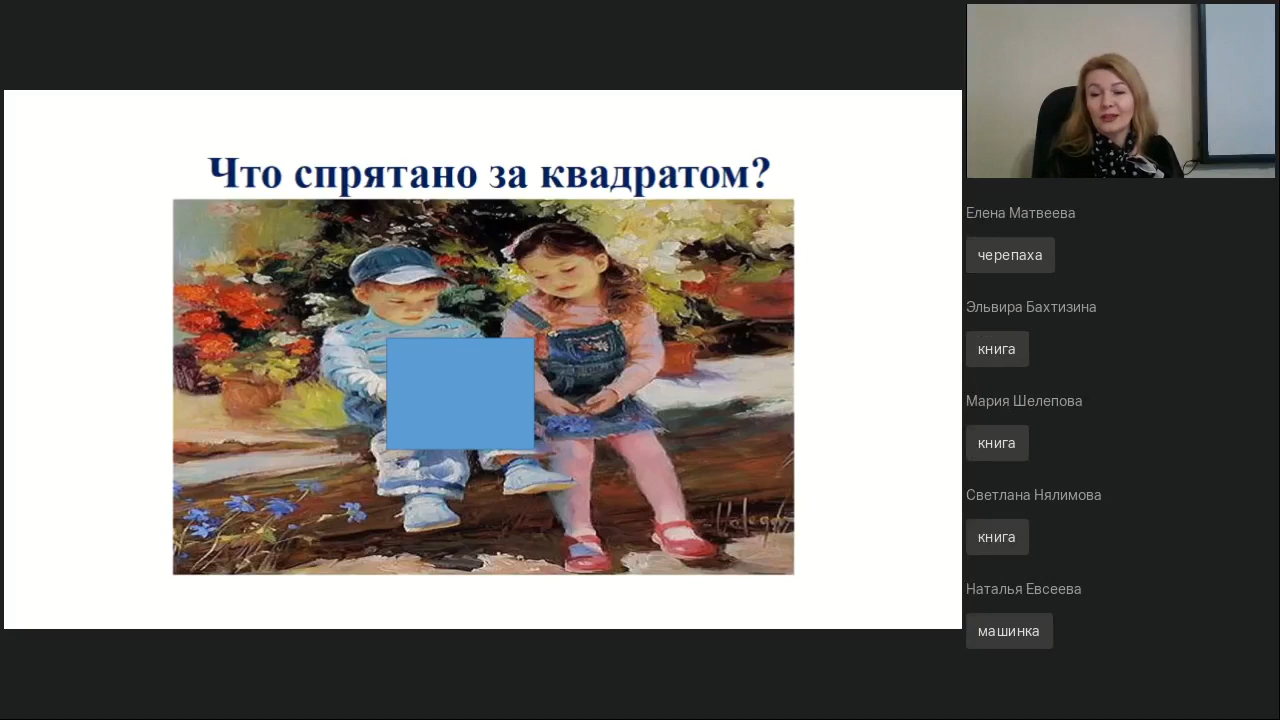 Что спрятано за квадратом?
Елена Матвеева
черепаха
Эльвира Бахтизина
книга
Мария Шелепова
книга
Светлана Нялимова
книга
Наталья Евсеева
машинка